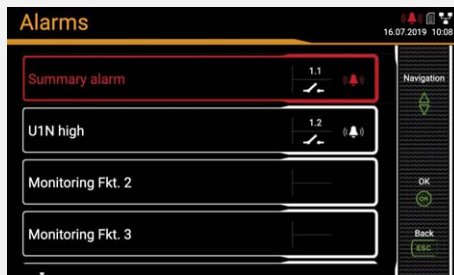 Alarms
16.07.2019 10:08
Summary alarm
1.1
Navigation
U1N high
1.2
Monitoring Fkt. 2
OK
OK
Monitoring Fkt. 3
Back
ESC